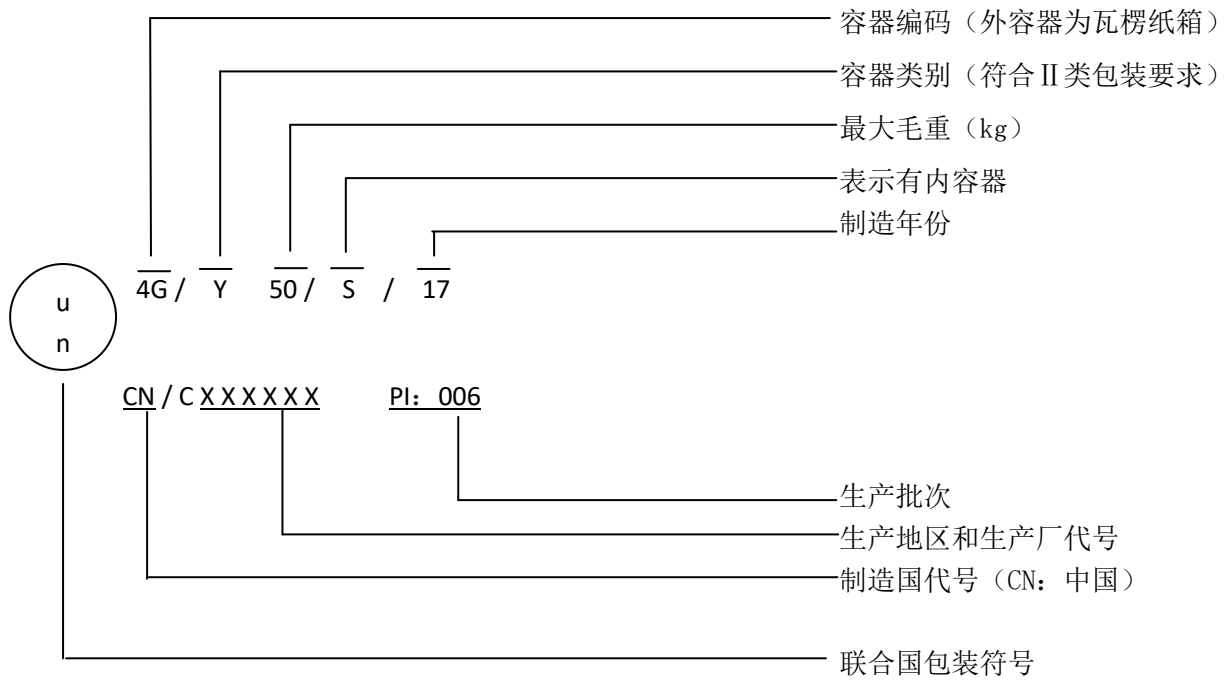 容器编码（外容器为瓦楞纸箱）
容器类别（符合Ⅱ类包装要求）
最大毛重（kg）
表示有内容器
制造年份
4G / Y 50 / S / 17
u
n
CN / C X X X X X X PI：006
生产批次
生产地区和生产厂代号
制造国代号（CN：中国）
联合国包装符号